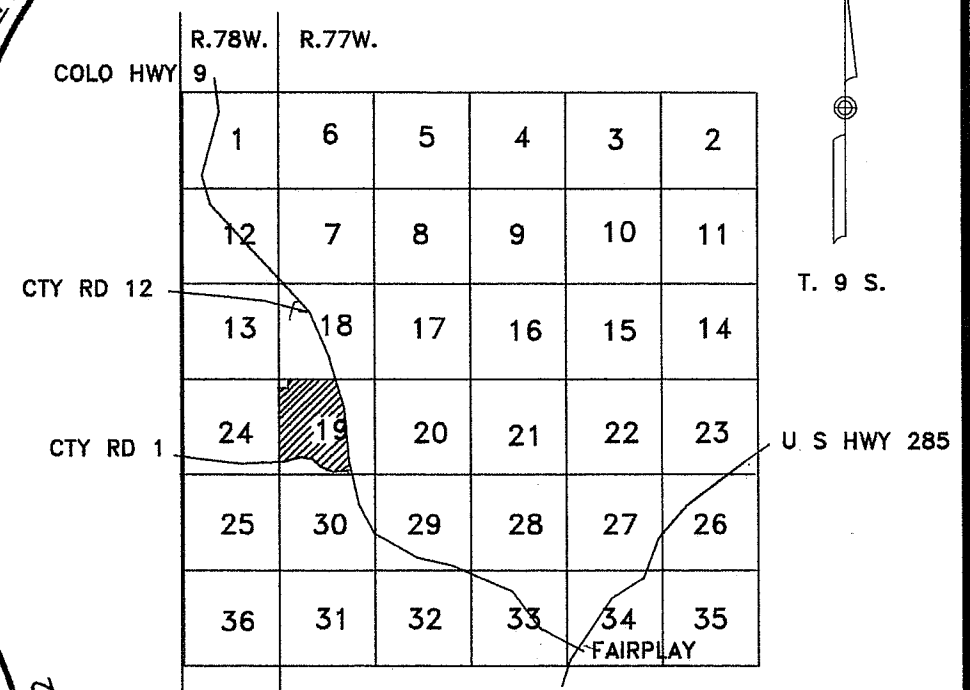 R.78W. R.77W.
COLO HWY 9
1 6 5 4 3 2
12 7 8 9 10 11
CTY RD 12
T. 9 S.
13 18 17 16 15 14
24 19 20 21 22 23
CTY RD 1
U S HWY 285
25 30 29 28 27 26
36 31 32 33 34 35
FAIRPLAY
2